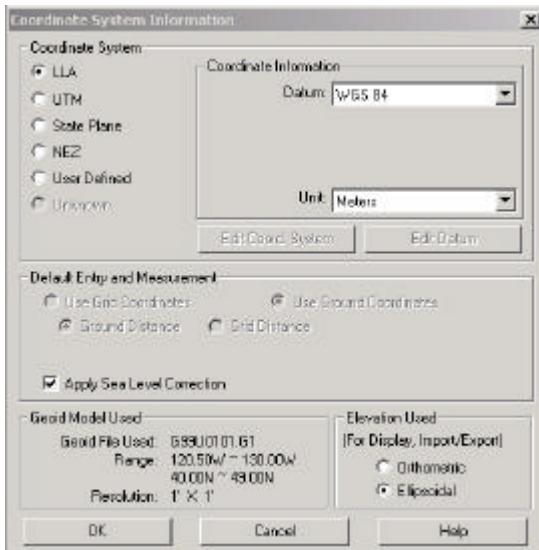 Coordinate System Information
Coordinate System
LLA
UTM
State Plane
NEZ
User Defined
Unknown
Coordinate Information
Datum: WGS 84
Unit: Meters
Edit Coord. System
Edit Datum
Default Entry and Measurement
Use Grid Coordinates
Use Ground Coordinates
Ground Distance
Grid Distance
Apply Sea Level Correction
Geoid Model Used
Geoid File Used: G99U0101.G1
Range: 120.50W ~ 130.00W
40.00N ~ 49.00N
Resolution: 1' X 1'
Elevation Used
(For Display, Import/Export)
Orthometric
Ellipsoidal
OK
Cancel
Help